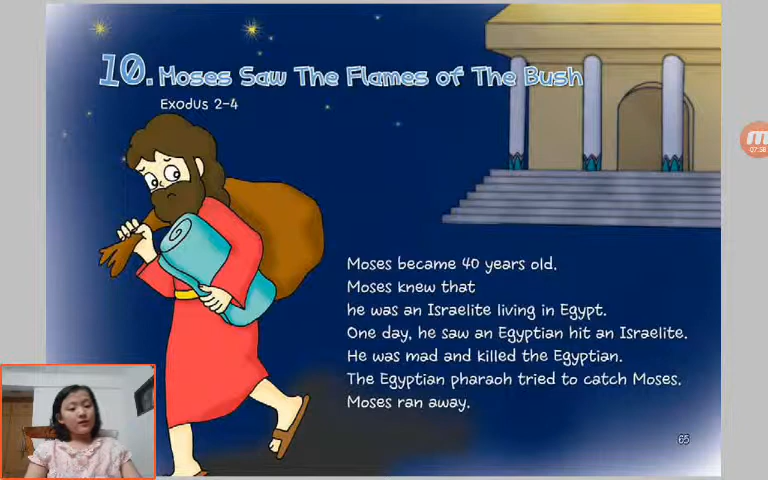 10. Moses Saw The Flames of The Bush
Exodus 2-4
Moses became 40 years old.
Moses knew that
he was an Israelite living in Egypt.
One day, he saw an Egyptian hit an Israelite.
He was mad and killed the Egyptian.
The Egyptian pharaoh tried to catch Moses.
Moses ran away.
65
07:58